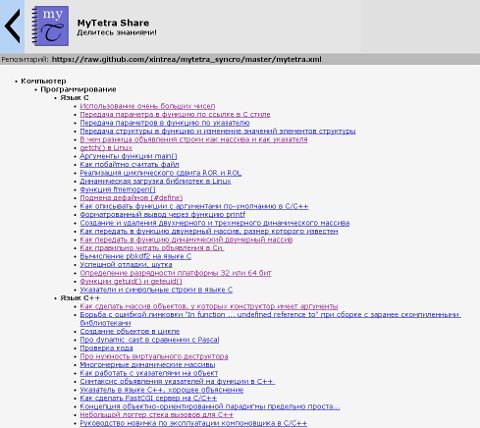 my
MyTetra Share
Делитесь знаниями!
Репозитарий: https://raw.github.com/xintrea/mytetra_syncro/master/mytetra.xml
Компьютер
Программирование
Язык C
Использование очень больших чисел
Передача параметра в функцию по ссылке в C стиле
Передача параметров в функцию по указателю
Передача структуры в функцию и изменение значений элементов структуры
В чем разница объявления строки как массива и как указателя
getch() в Linux
Аргументы функции main()
Как побайтно считать файл
Реализация циклического сдвига ROR и ROL
Динамическая загрузка библиотек в Linux
Функция fmemopen()
Подмена дефайнов (#define)
Как описывать функции с аргументами по-умолчанию в C/C++
Форматированный вывод через функцию printf
Создание и удаления двухмерного и трехмерного динамического массива
Как передать в функцию двумерный массив, размер которого известен
Как передать в функцию динамический двумерный массив
Как правильно читать объявления в Си
Вычисление pbkdf2 на языке C
Успешной отладки, шутка
Определение разрядности платформы 32 или 64 бит
Функции getuid() и geteuid()
Указатели и символьные строки в языке C
Язык C++
Как сделать массив объектов, у которых конструктор имеет аргументы
Борьба с ошибкой линковки "In function ... undefined reference to" при сборке с заранее скомпиленными
библиотеками
Создание объектов в цикле
Про dynamic_cast в сравнении с Pascal
Проверка кода
Про нужность виртуального деструктора
Многомерные динамические массивы
Как работать с указателями на объект
Синтаксис объявления указателей на функции в C++
Указатель в языке C++, хорошее объяснение
Как сделать FastCGI сервер на C/C++
Концепция объектно-ориентированной парадигмы предельно проста...
Небольшой логгер стека вызовов для C++
Руководство новичка по эксплуатации компоновщика в C/C++